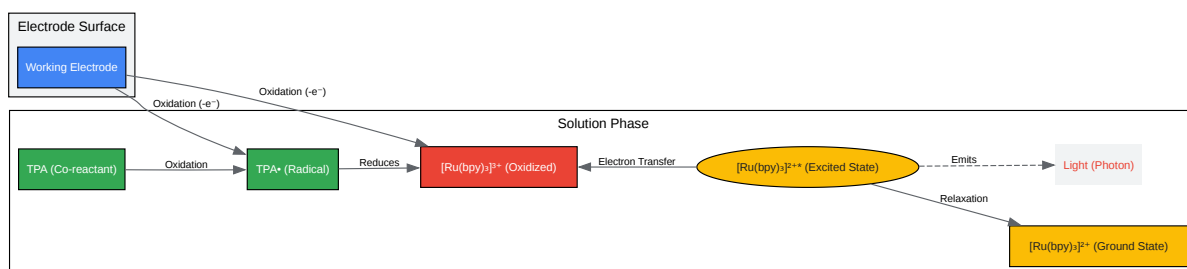 Electrode Surface
Working Electrode
Oxidation (-e⁻)
Oxidation (-e⁻)
Solution Phase
TPA (Co-reactant)
Oxidation
TPA• (Radical)
Reduces
[Ru(bpy)₃]³⁺ (Oxidized)
Electron Transfer
[Ru(bpy)₃]²⁺* (Excited State)
Emits
Light (Photon)
Relaxation
[Ru(bpy)₃]²⁺ (Ground State)